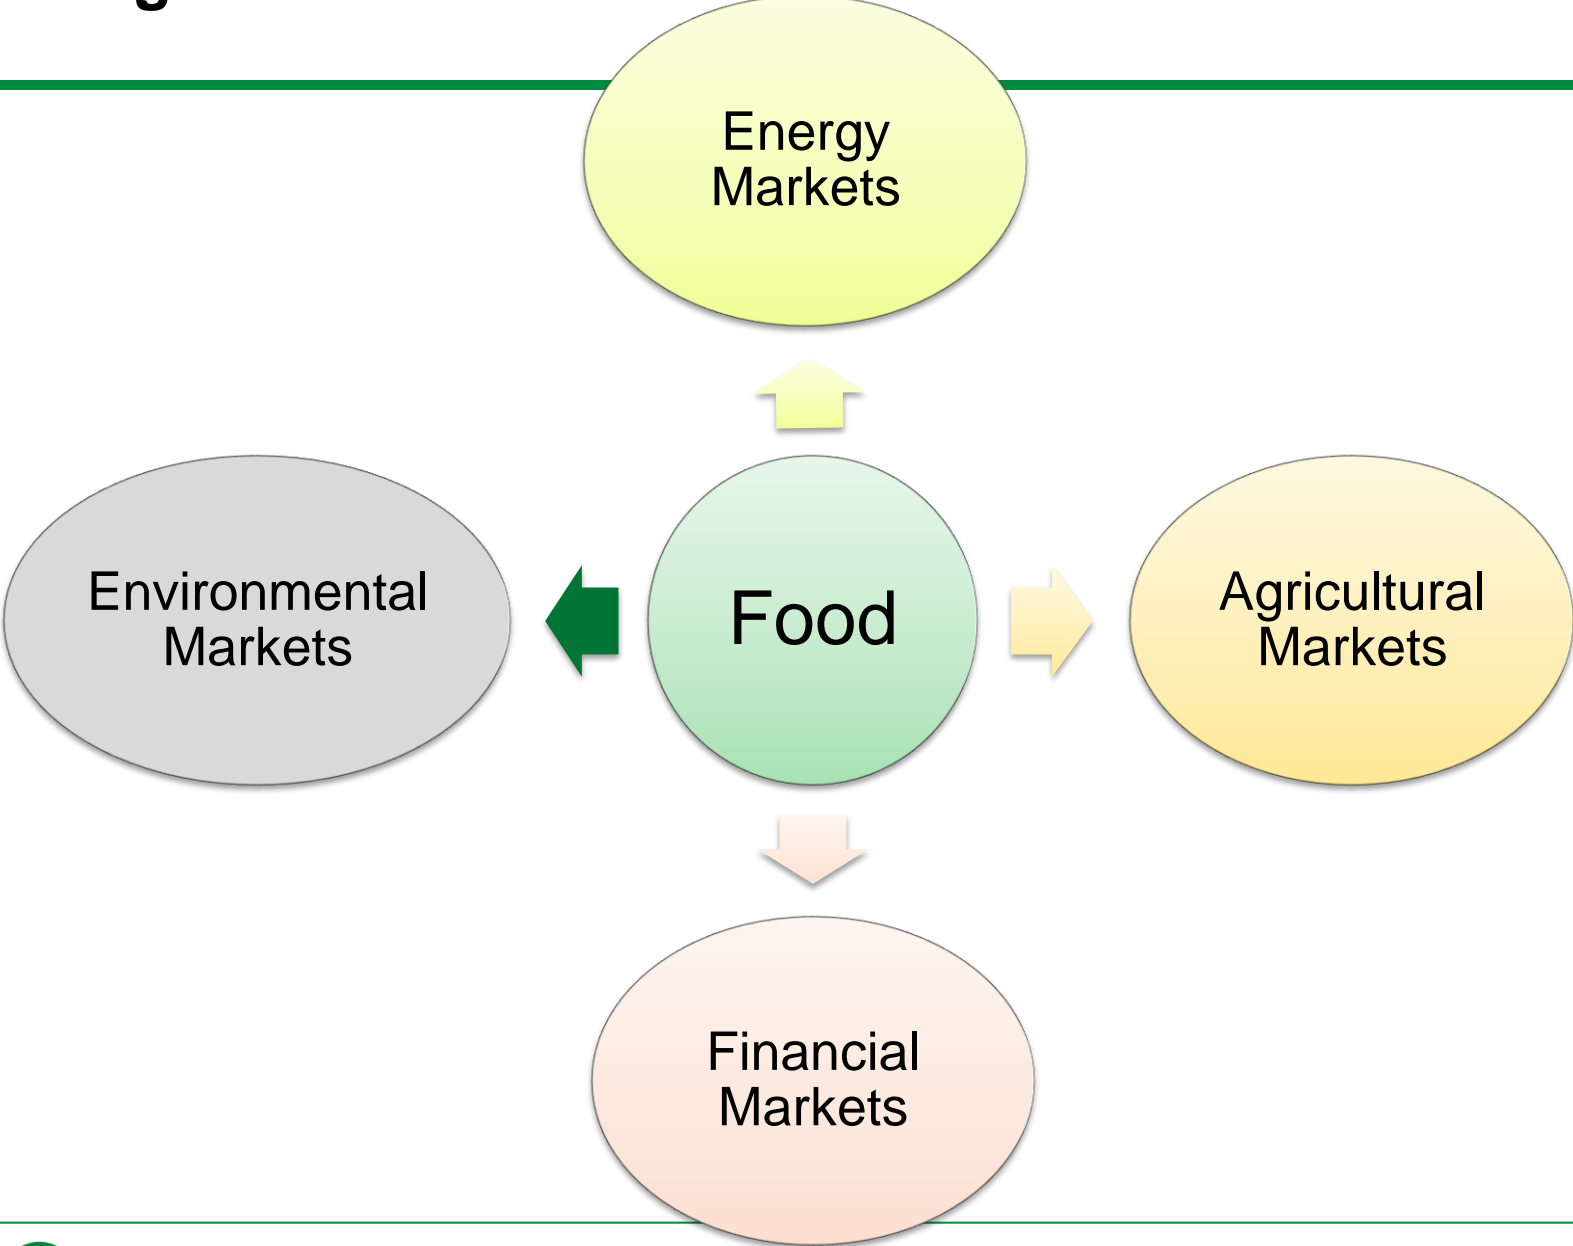 Energy
Markets
Environmental
Markets
Food
Agricultural
Markets
Financial
Markets